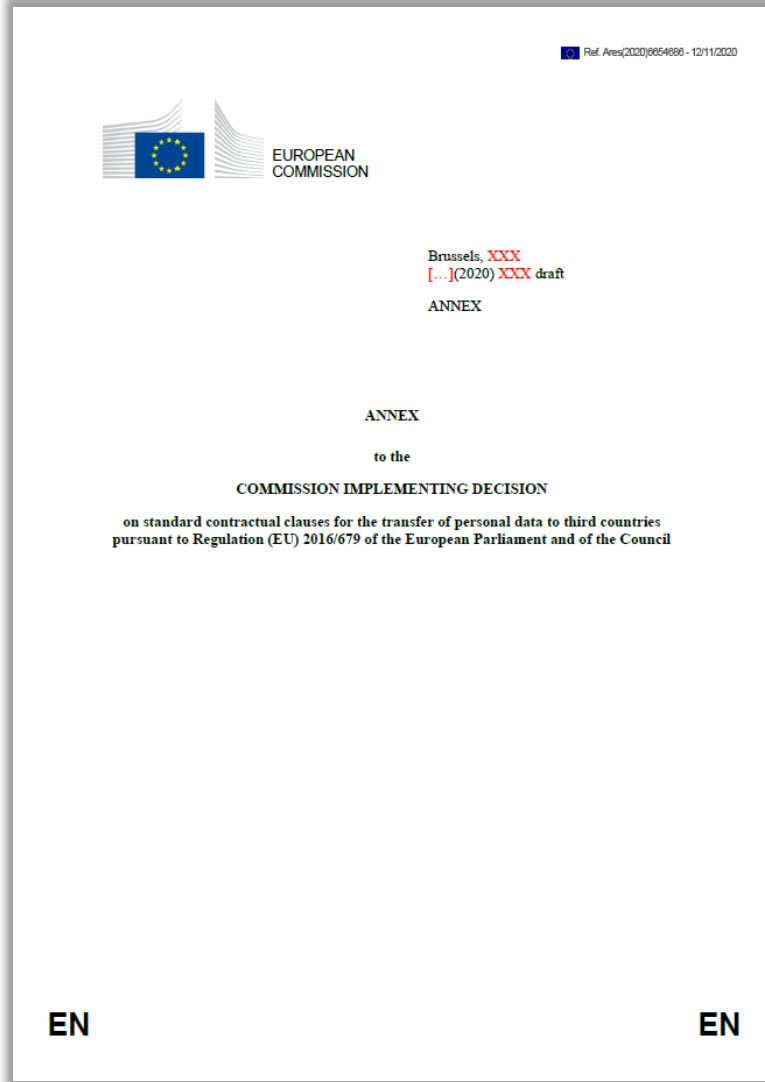 Ref. Ares(2020)6654686 - 12/11/2020
EUROPEAN
COMMISSION
Brussels, XXX
[…](2020) XXX draft
ANNEX
ANNEX
to the
COMMISSION IMPLEMENTING DECISION
on standard contractual clauses for the transfer of personal data to third countries
pursuant to Regulation (EU) 2016/679 of the European Parliament and of the Council
EN EN